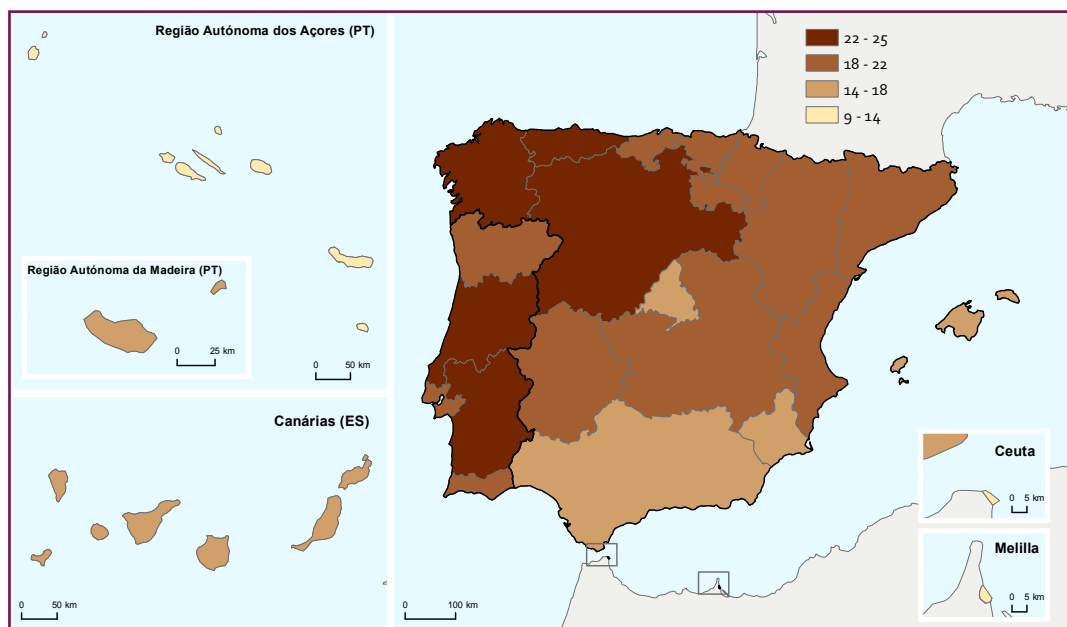 Região Autónoma dos Açores (PT)
Região Autónoma da Madeira (PT)
0 25 km
0 50 km
Canárias (ES)
0 50 km
22 - 25
18 - 22
14 - 18
9 - 14
0 100 km
Ceuta
0 5 km
Melilla
0 5 km